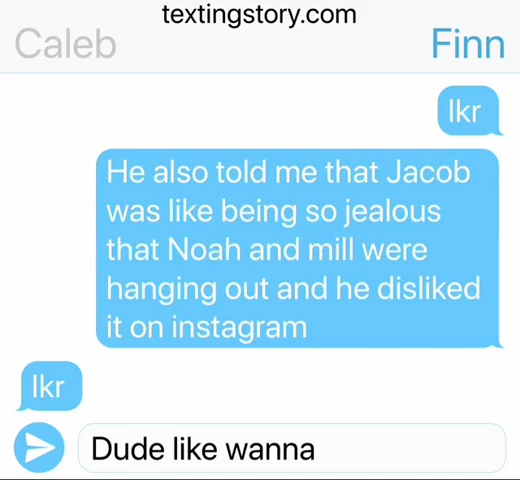 textingstory.com
Caleb
Finn
Ikr
He also told me that Jacob
was like being so jealous
that Noah and mill were
hanging out and he disliked
it on instagram
Ikr
Dude like wanna